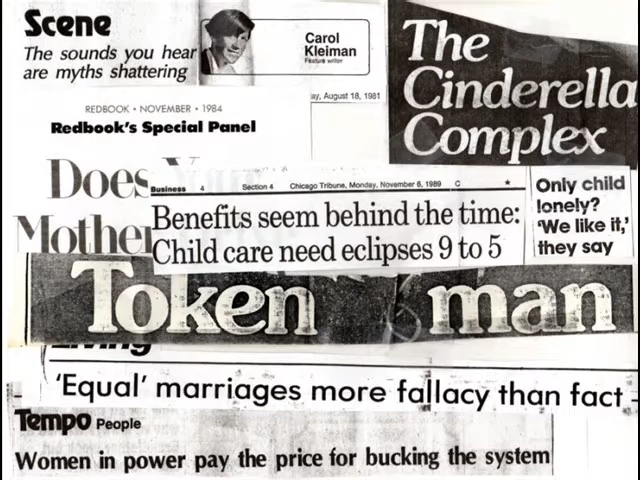 Scene
The sounds you hear
are myths shattering
Carol
Kleiman
Feature writer
ay, August 18, 1981
The
Cinderella
Complex
REDBOOK • NOVEMBER • 1984
Redbook's Special Panel
Does
Mother
Business 4 Section 4 Chicago Tribune, Monday, November 6, 1989 C ★
Benefits seem behind the time:
Child care need eclipses 9 to 5
Only child
lonely?
'We like it,'
they say
Token man
Living
'Equal' marriages more fallacy than fact
Tempo People
Women in power pay the price for bucking the system